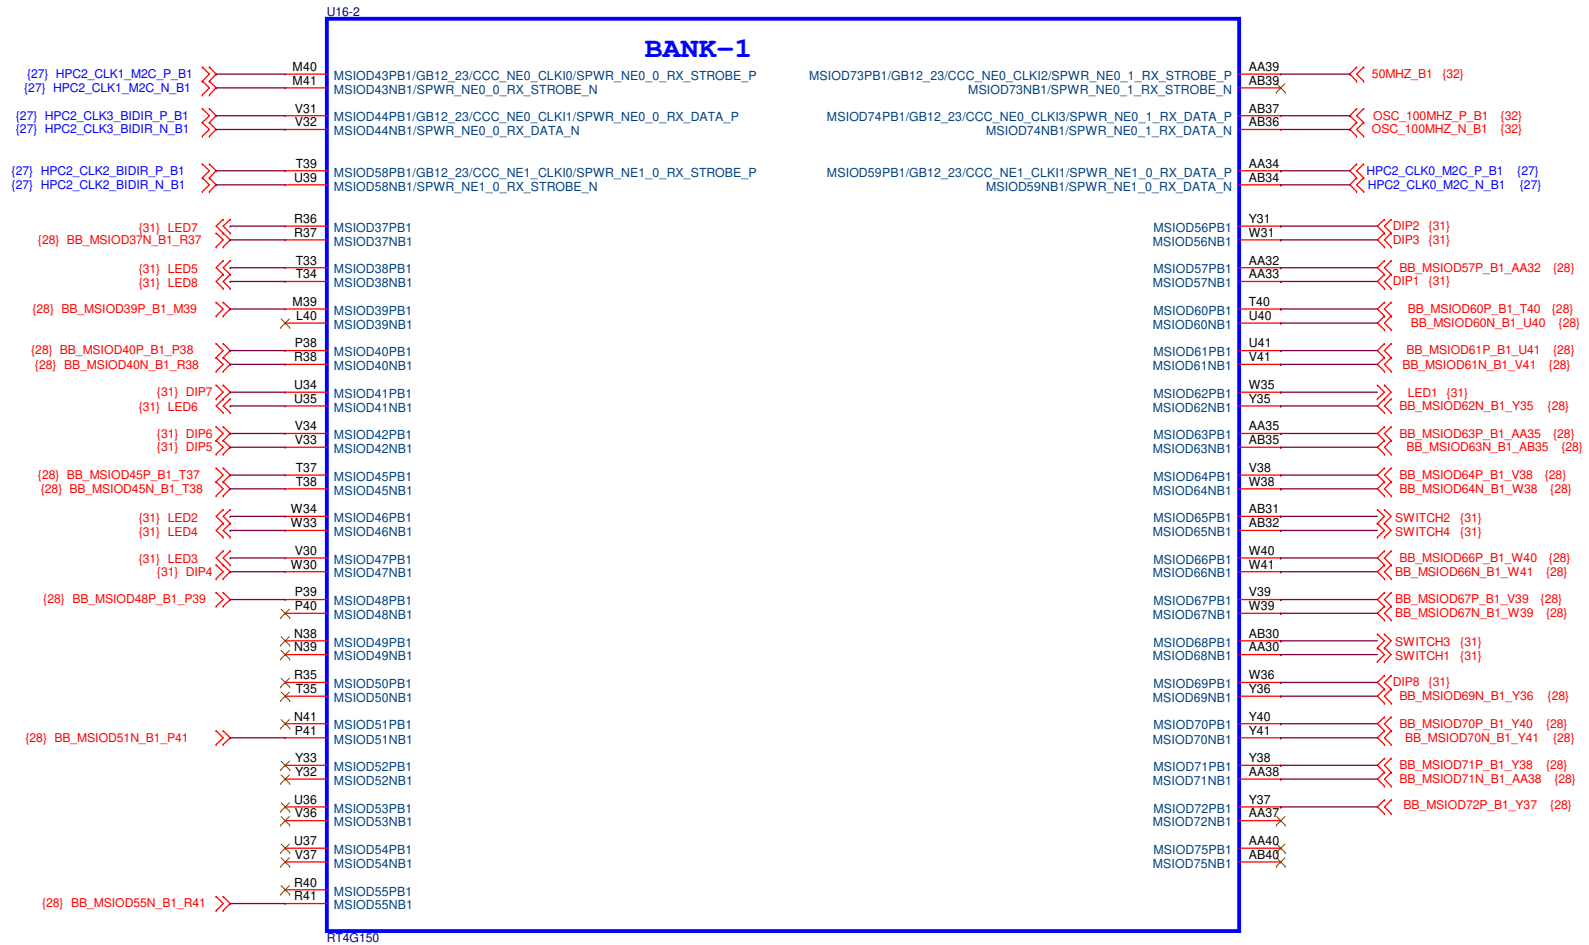 U16-2
BANK-1
{27} HPC2_CLK1_M2C_P_B1 M40 MSIOD43PB1/GB12_23/CCC_NE0_CLKI0/SPWR_NE0_0_RX_STROBE_P MSIOD73PB1/GB12_23/CCC_NE0_CLKI2/SPWR_NE0_1_RX_STROBE_P AA39 50MHZ_B1 {32}
{27} HPC2_CLK1_M2C_N_B1 M41 MSIOD43NB1/SPWR_NE0_0_RX_STROBE_N MSIOD73NB1/SPWR_NE0_1_RX_STROBE_N AB39
{27} HPC2_CLK3_BIDIR_P_B1 V31 MSIOD44PB1/GB12_23/CCC_NE0_CLKI1/SPWR_NE0_0_RX_DATA_P MSIOD74PB1/GB12_23/CCC_NE0_CLKI3/SPWR_NE0_1_RX_DATA_P AB37 OSC_100MHZ_P_B1 {32}
{27} HPC2_CLK3_BIDIR_N_B1 V32 MSIOD44NB1/SPWR_NE0_0_RX_DATA_N MSIOD74NB1/SPWR_NE0_1_RX_DATA_N AB36 OSC_100MHZ_N_B1 {32}
{27} HPC2_CLK2_BIDIR_P_B1 T39 MSIOD58PB1/GB12_23/CCC_NE1_CLKI0/SPWR_NE1_0_RX_STROBE_P MSIOD59PB1/GB12_23/CCC_NE1_CLKI1/SPWR_NE1_0_RX_DATA_P AA34 HPC2_CLK0_M2C_P_B1 {27}
{27} HPC2_CLK2_BIDIR_N_B1 U39 MSIOD58NB1/SPWR_NE1_0_RX_STROBE_N MSIOD59NB1/SPWR_NE1_0_RX_DATA_N AB34 HPC2_CLK0_M2C_N_B1 {27}
{31} LED7 R36 MSIOD37PB1 MSIOD56PB1 Y31 DIP2 {31}
{28} BB_MSIOD37N_B1_R37 R37 MSIOD37NB1 MSIOD56NB1 W31 DIP3 {31}
{31} LED5 T33 MSIOD38PB1 MSIOD57PB1 AA32 BB_MSIOD57P_B1_AA32 {28}
{31} LED8 T34 MSIOD38NB1 MSIOD57NB1 AA33 DIP1 {31}
{28} BB_MSIOD39P_B1_M39 M39 MSIOD39PB1 MSIOD60PB1 T40 BB_MSIOD60P_B1_T40 {28}
L40 MSIOD39NB1 MSIOD60NB1 U40 BB_MSIOD60N_B1_U40 {28}
{28} BB_MSIOD40P_B1_P38 P38 MSIOD40PB1 MSIOD61PB1 U41 BB_MSIOD61P_B1_U41 {28}
{28} BB_MSIOD40N_B1_R38 R38 MSIOD40NB1 MSIOD61NB1 V41 BB_MSIOD61N_B1_V41 {28}
{31} DIP7 U34 MSIOD41PB1 MSIOD62PB1 W35 LED1 {31}
{31} LED6 U35 MSIOD41NB1 MSIOD62NB1 Y35 BB_MSIOD62N_B1_Y35 {28}
{31} DIP6 V34 MSIOD42PB1 MSIOD63PB1 AA35 BB_MSIOD63P_B1_AA35 {28}
{31} DIP5 V33 MSIOD42NB1 MSIOD63NB1 AB35 BB_MSIOD63N_B1_AB35 {28}
{28} BB_MSIOD45P_B1_T37 T37 MSIOD45PB1 MSIOD64PB1 V38 BB_MSIOD64P_B1_V38 {28}
{28} BB_MSIOD45N_B1_T38 T38 MSIOD45NB1 MSIOD64NB1 W38 BB_MSIOD64N_B1_W38 {28}
{31} LED2 W34 MSIOD46PB1 MSIOD65PB1 AB31 SWITCH2 {31}
{31} LED4 W33 MSIOD46NB1 MSIOD65NB1 AB32 SWITCH4 {31}
{31} LED3 V30 MSIOD47PB1 MSIOD66PB1 W40 BB_MSIOD66P_B1_W40 {28}
{31} DIP4 W30 MSIOD47NB1 MSIOD66NB1 W41 BB_MSIOD66N_B1_W41 {28}
{28} BB_MSIOD48P_B1_P39 P39 MSIOD48PB1 MSIOD67PB1 V39 BB_MSIOD67P_B1_V39 {28}
P40 MSIOD48NB1 MSIOD67NB1 W39 BB_MSIOD67N_B1_W39 {28}
N38 MSIOD49PB1 MSIOD68PB1 AB30 SWITCH3 {31}
N39 MSIOD49NB1 MSIOD68NB1 AA30 SWITCH1 {31}
R35 MSIOD50PB1 MSIOD69PB1 W36 DIP8 {31}
T35 MSIOD50NB1 MSIOD69NB1 Y36 BB_MSIOD69N_B1_Y36 {28}
N41 MSIOD51PB1 MSIOD70PB1 Y40 BB_MSIOD70P_B1_Y40 {28}
{28} BB_MSIOD51N_B1_P41 P41 MSIOD51NB1 MSIOD70NB1 Y41 BB_MSIOD70N_B1_Y41 {28}
Y33 MSIOD52PB1 MSIOD71PB1 Y38 BB_MSIOD71P_B1_Y38 {28}
Y32 MSIOD52NB1 MSIOD71NB1 AA38 BB_MSIOD71N_B1_AA38 {28}
U36 MSIOD53PB1 MSIOD72PB1 Y37 BB_MSIOD72P_B1_Y37 {28}
V36 MSIOD53NB1 MSIOD72NB1 AA37
U37 MSIOD54PB1 MSIOD75PB1 AA40
V37 MSIOD54NB1 MSIOD75NB1 AB40
R40 MSIOD55PB1
{28} BB_MSIOD55N_B1_R41 R41 MSIOD55NB1
RT4G150